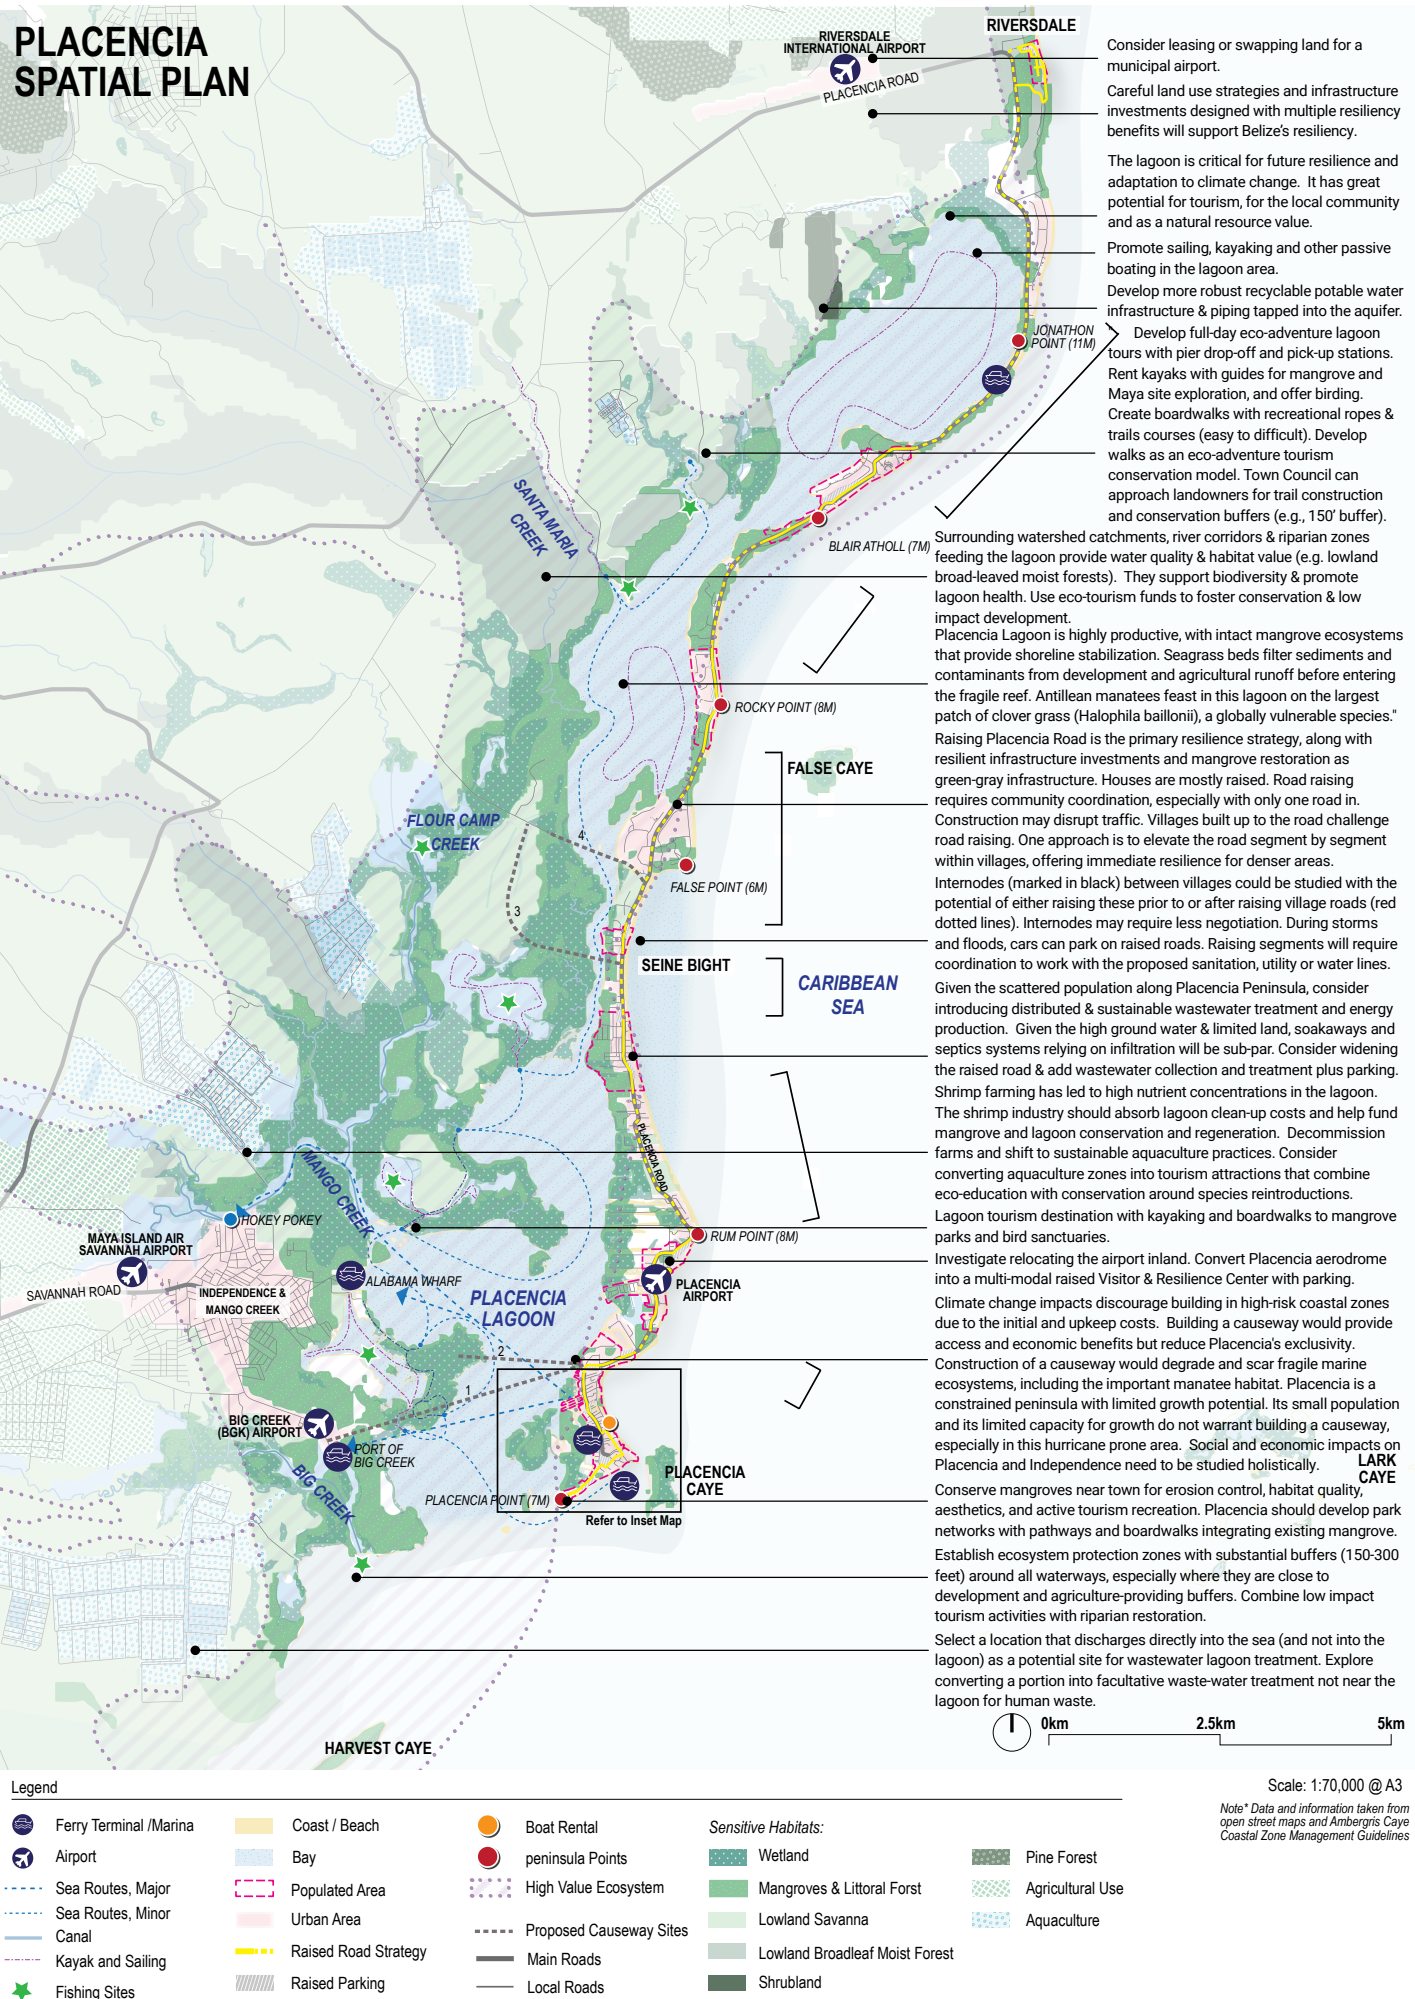 PLACENCIA
SPATIAL PLAN
RIVERSDALE
RIVERSDALE
INTERNATIONAL AIRPORT
PLACENCIA ROAD
Consider leasing or swapping land for a
municipal airport.
Careful land use strategies and infrastructure
investments designed with multiple resiliency
benefits will support Belize's resiliency.
The lagoon is critical for future resilience and
adaptation to climate change. It has great
potential for tourism, for the local community
and as a natural resource value.
Promote sailing, kayaking and other passive
boating in the lagoon area.
Develop more robust recyclable potable water
infrastructure & piping tapped into the aquifer.
JONATHON
POINT (11M)
Develop full-day eco-adventure lagoon
tours with pier drop-off and pick-up stations.
Rent kayaks with guides for mangrove and
Maya site exploration, and offer birding.
Create boardwalks with recreational ropes &
trails courses (easy to difficult). Develop
walks as an eco-adventure tourism
conservation model. Town Council can
approach landowners for trail construction
and conservation buffers (e.g., 150' buffer).
SANTA MARIA
CREEK
BLAIR ATHOLL (7M)
Surrounding watershed catchments, river corridors & riparian zones
feeding the lagoon provide water quality & habitat value (e.g. lowland
broad-leaved moist forests). They support biodiversity & promote
lagoon health. Use eco-tourism funds to foster conservation & low
impact development.
Placencia Lagoon is highly productive, with intact mangrove ecosystems
that provide shoreline stabilization. Seagrass beds filter sediments and
contaminants from development and agricultural runoff before entering
the fragile reef. Antillean manatees feast in this lagoon on the largest
patch of clover grass (Halophila baillonii), a globally vulnerable species."
ROCKY POINT (8M)
Raising Placencia Road is the primary resilience strategy, along with
resilient infrastructure investments and mangrove restoration as
green-gray infrastructure. Houses are mostly raised. Road raising
requires community coordination, especially with only one road in.
Construction may disrupt traffic. Villages built up to the road challenge
road raising. One approach is to elevate the road segment by segment
within villages, offering immediate resilience for denser areas.
FALSE CAYE
FLOUR CAMP
CREEK
4
FALSE POINT (6M)
3
Internodes (marked in black) between villages could be studied with the
potential of either raising these prior to or after raising village roads (red
dotted lines). Internodes may require less negotiation. During storms
and floods, cars can park on raised roads. Raising segments will require
coordination to work with the proposed sanitation, utility or water lines.
SEINE BIGHT
CARIBBEAN
SEA
Given the scattered population along Placencia Peninsula, consider
introducing distributed & sustainable wastewater treatment and energy
production. Given the high ground water & limited land, soakaways and
septics systems relying on infiltration will be sub-par. Consider widening
the raised road & add wastewater collection and treatment plus parking.
Shrimp farming has led to high nutrient concentrations in the lagoon.
The shrimp industry should absorb lagoon clean-up costs and help fund
mangrove and lagoon conservation and regeneration. Decommission
farms and shift to sustainable aquaculture practices. Consider
converting aquaculture zones into tourism attractions that combine
eco-education with conservation around species reintroductions.
PLACENCIA ROAD
MANGO CREEK
HOKEY POKEY
Lagoon tourism destination with kayaking and boardwalks to mangrove
parks and bird sanctuaries.
RUM POINT (8M)
MAYA ISLAND AIR
SAVANNAH AIRPORT
SAVANNAH ROAD
INDEPENDENCE &
MANGO CREEK
ALABAMA WHARF
PLACENCIA
LAGOON
PLACENCIA
AIRPORT
Investigate relocating the airport inland. Convert Placencia aerodrome
into a multi-modal raised Visitor & Resilience Center with parking.
Climate change impacts discourage building in high-risk coastal zones
due to the initial and upkeep costs. Building a causeway would provide
access and economic benefits but reduce Placencia's exclusivity.
Construction of a causeway would degrade and scar fragile marine
ecosystems, including the important manatee habitat. Placencia is a
constrained peninsula with limited growth potential. Its small population
and its limited capacity for growth do not warrant building a causeway,
especially in this hurricane prone area. Social and economic impacts on
Placencia and Independence need to be studied holistically.
2
1
BIG CREEK
(BGK) AIRPORT
PORT OF
BIG CREEK
BIG CREEK
PLACENCIA
CAYE
LARK
CAYE
PLACENCIA POINT (7M)
Refer to Inset Map
Conserve mangroves near town for erosion control, habitat quality,
aesthetics, and active tourism recreation. Placencia should develop park
networks with pathways and boardwalks integrating existing mangrove.
Establish ecosystem protection zones with substantial buffers (150-300
feet) around all waterways, especially where they are close to
development and agriculture-providing buffers. Combine low impact
tourism activities with riparian restoration.
Select a location that discharges directly into the sea (and not into the
lagoon) as a potential site for wastewater lagoon treatment. Explore
converting a portion into facultative waste-water treatment not near the
lagoon for human waste.
HARVEST CAYE
0km 2.5km 5km
Scale: 1:70,000 @ A3
Note* Data and information taken from
open street maps and Ambergris Caye
Coastal Zone Management Guidelines
Legend
Ferry Terminal /Marina
Airport
Sea Routes, Major
Sea Routes, Minor
Canal
Kayak and Sailing
Fishing Sites
Coast / Beach
Bay
Populated Area
Urban Area
Raised Road Strategy
Raised Parking
Boat Rental
peninsula Points
High Value Ecosystem
Proposed Causeway Sites
Main Roads
Local Roads
Sensitive Habitats:
Wetland
Mangroves & Littoral Forst
Lowland Savanna
Lowland Broadleaf Moist Forest
Shrubland
Pine Forest
Agricultural Use
Aquaculture